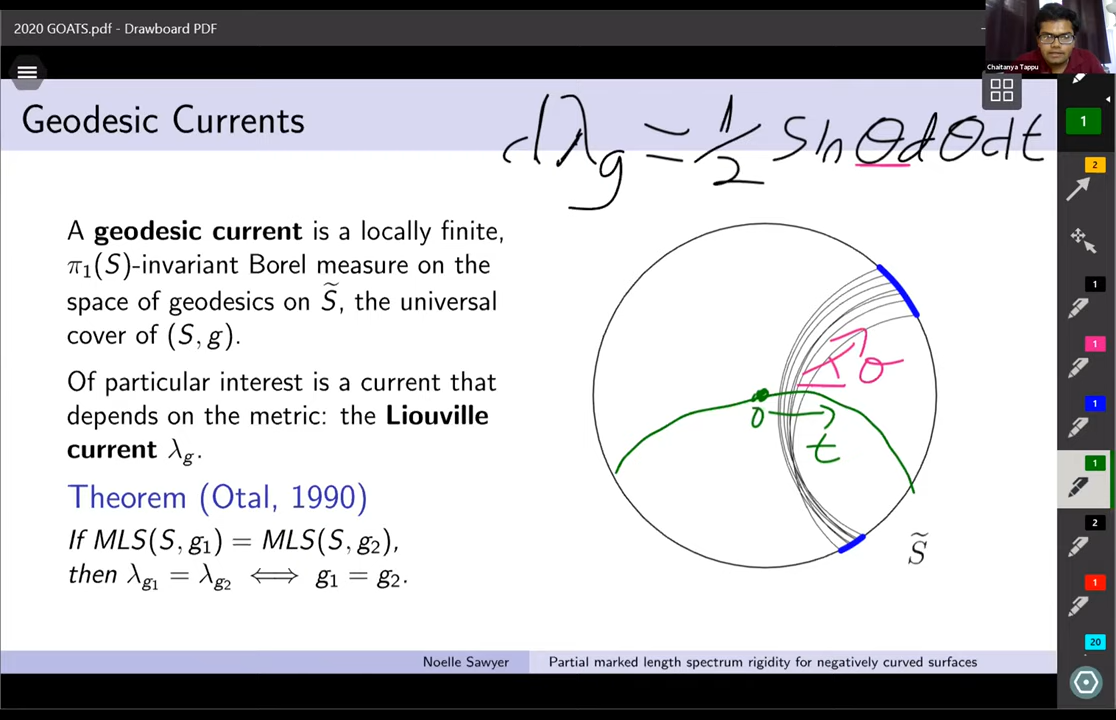 2020 GOATS.pdf - Drawboard PDF
Chaitanya Tappu
Geodesic Currents
dλg = 1/2 sin θ dθ dt
A geodesic current is a locally finite,
π₁(S)-invariant Borel measure on the
space of geodesics on S̃, the universal
cover of (S, g).
Of particular interest is a current that
depends on the metric: the Liouville
current λg.
Theorem (Otal, 1990)
If MLS(S, g₁) = MLS(S, g₂),
then λg₁ = λg₂ ⟺ g₁ = g₂.
θ
0
t
S̃
Noelle Sawyer
Partial marked length spectrum rigidity for negatively curved surfaces
1
2
1
1
1
1
2
1
20